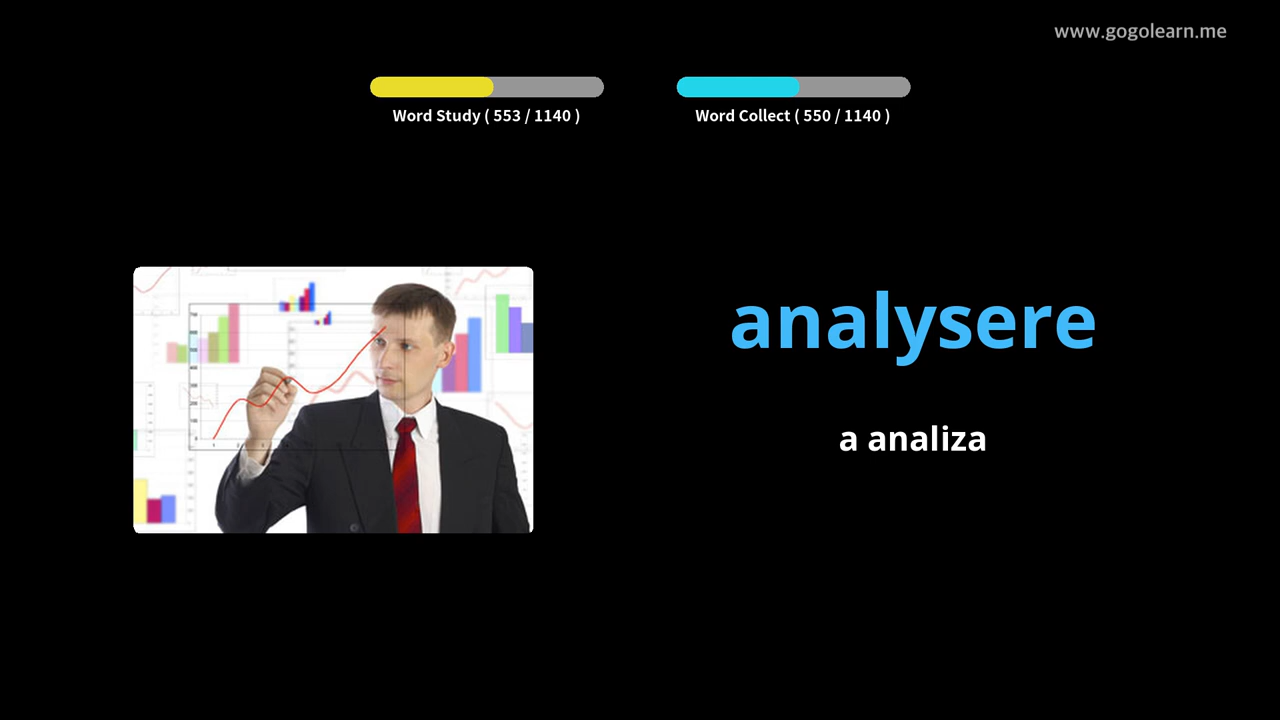 www.gogolearn.me
Word Study ( 553 / 1140 )
Word Collect ( 550 / 1140 )
analysere
a analiza